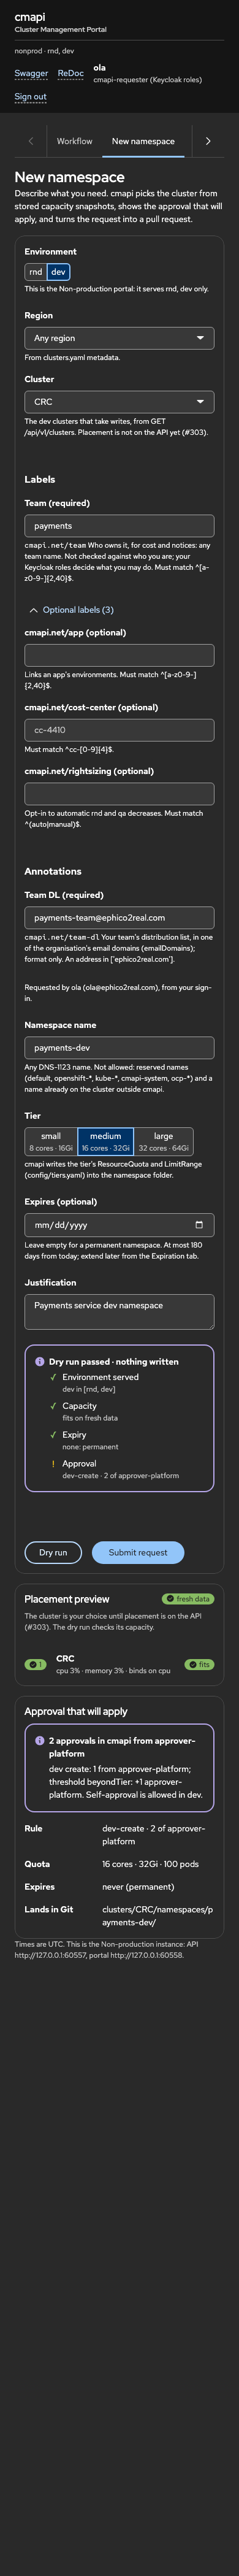 cmapi
Cluster Management Portal
nonprod · rnd, dev
Swagger
ReDoc
ola
cmapi-requester (Keycloak roles)
Sign out
Workflow
New namespace
New namespace
Describe what you need. cmapi picks the cluster from
stored capacity snapshots, shows the approval that will
apply, and turns the request into a pull request.
Environment
rnd
dev
This is the Non-production portal: it serves rnd, dev only.
Region
Any region
From clusters.yaml metadata.
Cluster
CRC
The dev clusters that take writes, from GET
/api/v1/clusters. Placement is not on the API yet (#303).
Labels
Team (required)
payments
cmapi.net/team Who owns it, for cost and notices: any
team name. Not checked against who you are; your
Keycloak roles decide what you may do. Must match ^[a-
z0-9-]{2,40}$.
Optional labels (3)
cmapi.net/app (optional)
Links an app's environments. Must match ^[a-z0-9-]
{2,40}$.
cmapi.net/cost-center (optional)
cc-4410
Must match ^cc-[0-9]{4}$.
cmapi.net/rightsizing (optional)
Opt-in to automatic rnd and qa decreases. Must match
^(auto|manual)$.
Annotations
Team DL (required)
payments-team@ephico2real.com
cmapi.net/team-dl Your team's distribution list, in one
of the organisation's email domains (emailDomains);
format only. An address in ['ephico2real.com'].
Requested by ola (ola@ephico2real.com), from your sign-
in.
Namespace name
payments-dev
Any DNS-1123 name. Not allowed: reserved names
(default, openshift-*, kube-*, cmapi-system, ocp-*) and a
name already on the cluster outside cmapi.
Tier
small
8 cores · 16Gi
medium
16 cores · 32Gi
large
32 cores · 64Gi
cmapi writes the tier's ResourceQuota and LimitRange
(config/tiers.yaml) into the namespace folder.
Expires (optional)
mm/dd/yyyy
Leave empty for a permanent namespace. At most 180
days from today; extend later from the Expiration tab.
Justification
Payments service dev namespace
Dry run passed · nothing written
Environment served
dev in [rnd, dev]
Capacity
fits on fresh data
Expiry
none: permanent
Approval
dev-create · 2 of approver-platform
Dry run
Submit request
Placement preview
fresh data
The cluster is your choice until placement is on the API
(#303). The dry run checks its capacity.
1
CRC
cpu 3% · memory 3% · binds on cpu
fits
Approval that will apply
2 approvals in cmapi from approver-
platform
dev create: 1 from approver-platform;
threshold beyondTier: +1 approver-
platform. Self-approval is allowed in dev.
Rule
dev-create · 2 of approver-
platform
Quota
16 cores · 32Gi · 100 pods
Expires
never (permanent)
Lands in Git
clusters/CRC/namespaces/p
ayments-dev/
Times are UTC. This is the Non-production instance: API
http://127.0.0.1:60557, portal http://127.0.0.1:60558.